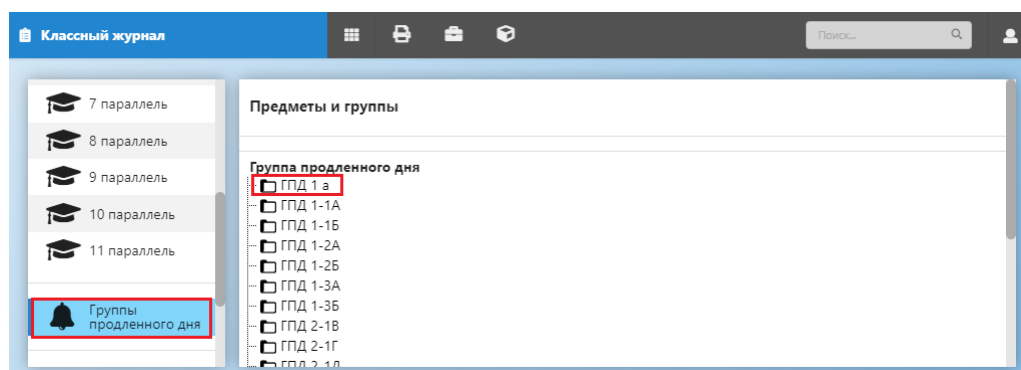 Классный журнал
Поиск...
7 параллель
8 параллель
9 параллель
10 параллель
11 параллель
Группы
продленного дня
Предметы и группы
Группа продленного дня
ГПД 1 а
ГПД 1-1А
ГПД 1-1Б
ГПД 1-2А
ГПД 1-2Б
ГПД 1-3А
ГПД 1-3Б
ГПД 2-1В
ГПД 2-1Г